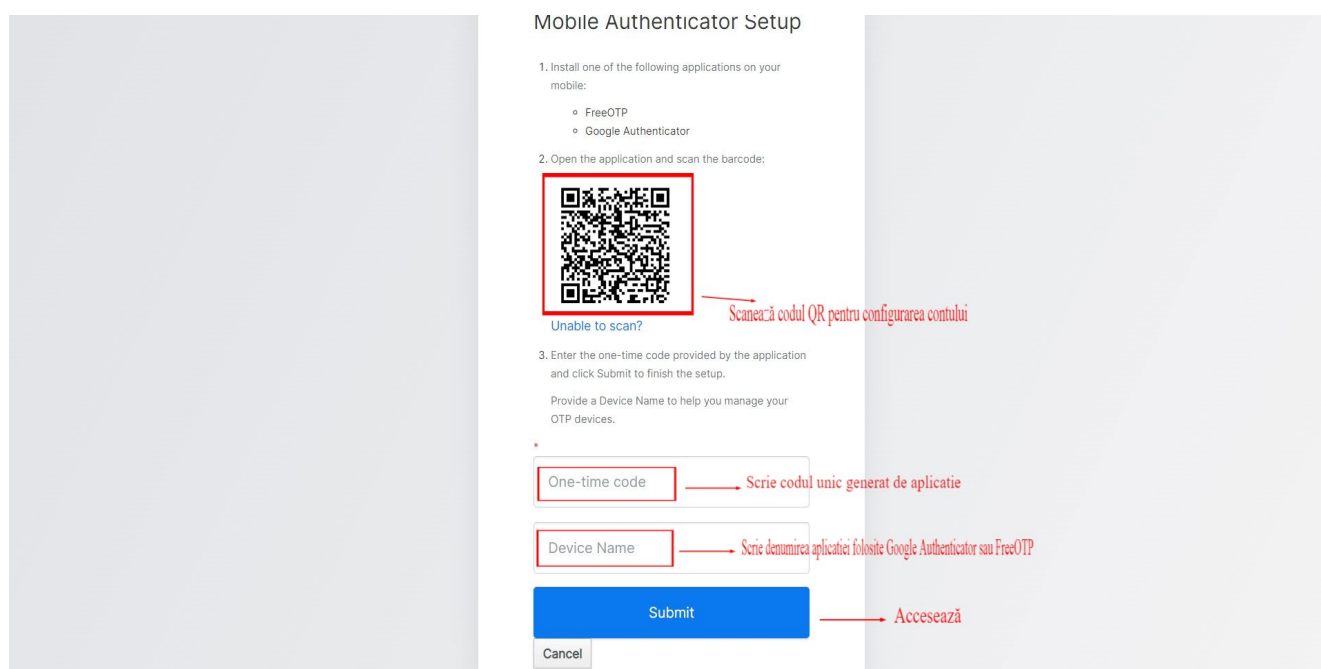 Mobile Authenticator Setup
1. Install one of the following applications on your
mobile:
FreeOTP
Google Authenticator
2. Open the application and scan the barcode:
Scanează codul QR pentru configurarea contului
Unable to scan?
3. Enter the one-time code provided by the application
and click Submit to finish the setup.
Provide a Device Name to help you manage your
OTP devices.
*
One-time code
Scrie codul unic generat de aplicatie
Device Name
Scrie denumirea aplicatiei folosite Google Authenticator sau FreeOTP
Submit
Accesează
Cancel